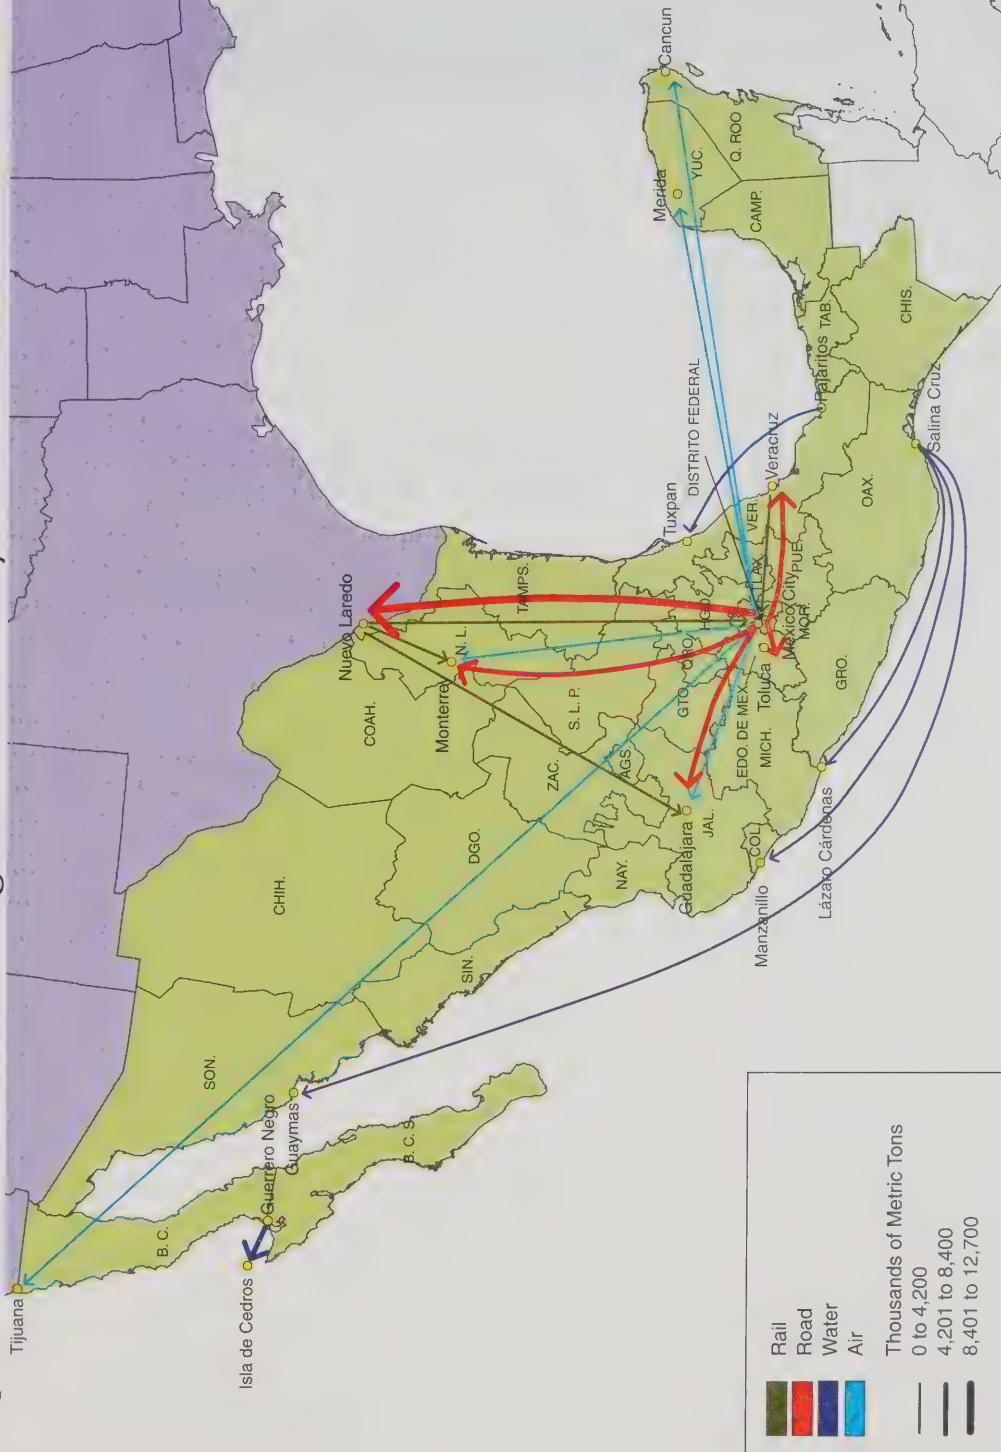 Tijuana
Isla de Cedros
B.C.
Guerrero Negro
Guaymas
SON.
B.C.S.
CHIH.
Nuevo Laredo
COAH.
Monterrey
N. L.
SIN.
DGO.
TAMPS.
ZAC.
S. L. P.
NAY.
AGS.
Merida
Cancun
YUC.
Q. ROO
CAMP.
Tuxpan
DISTRITO FEDERAL
Guadalajara
JAL.
GTO.
QRO.
HGO.
EDO. DE MEX.
MICH.
Toluca
Mexico City
TLAX.
VER.
Veracruz
PUE.
MOR.
COL.
Manzanillo
Lázaro Cárdenas
GRO.
OAX.
Pajaritos
TAB.
CHIS.
Salina Cruz
Rail
Road
Water
Air
Thousands of Metric Tons
0 to 4,200
4,201 to 8,400
8,401 to 12,700